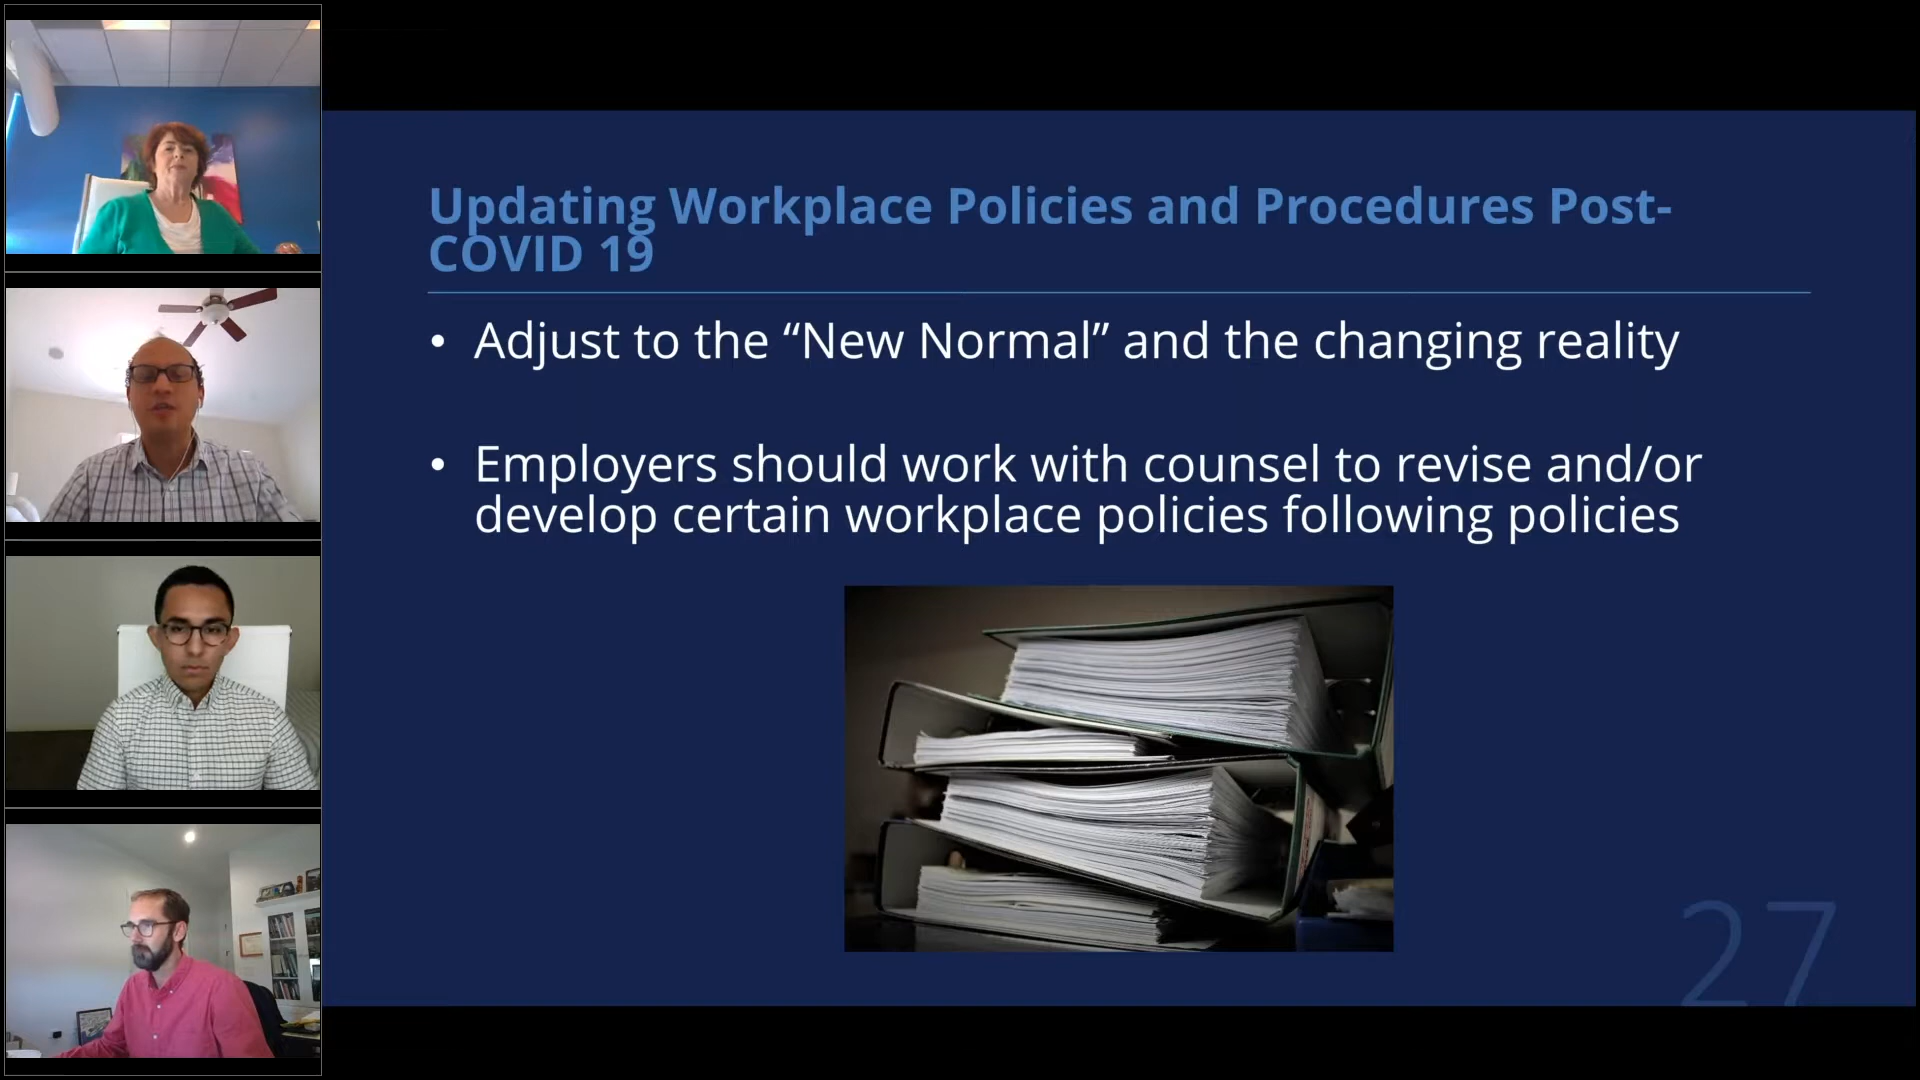 Updating Workplace Policies and Procedures Post-
COVID 19
• Adjust to the “New Normal” and the changing reality
• Employers should work with counsel to revise and/or
develop certain workplace policies following policies
27